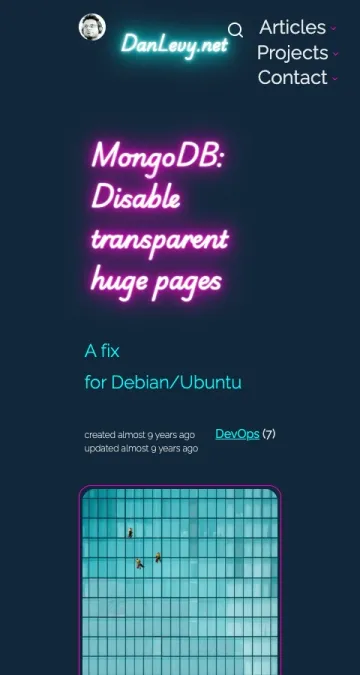 DanLevy.net
Articles
Projects
Contact
MongoDB:
Disable
transparent
huge pages
A fix
for Debian/Ubuntu
created almost 9 years ago
updated almost 9 years ago
DevOps (7)